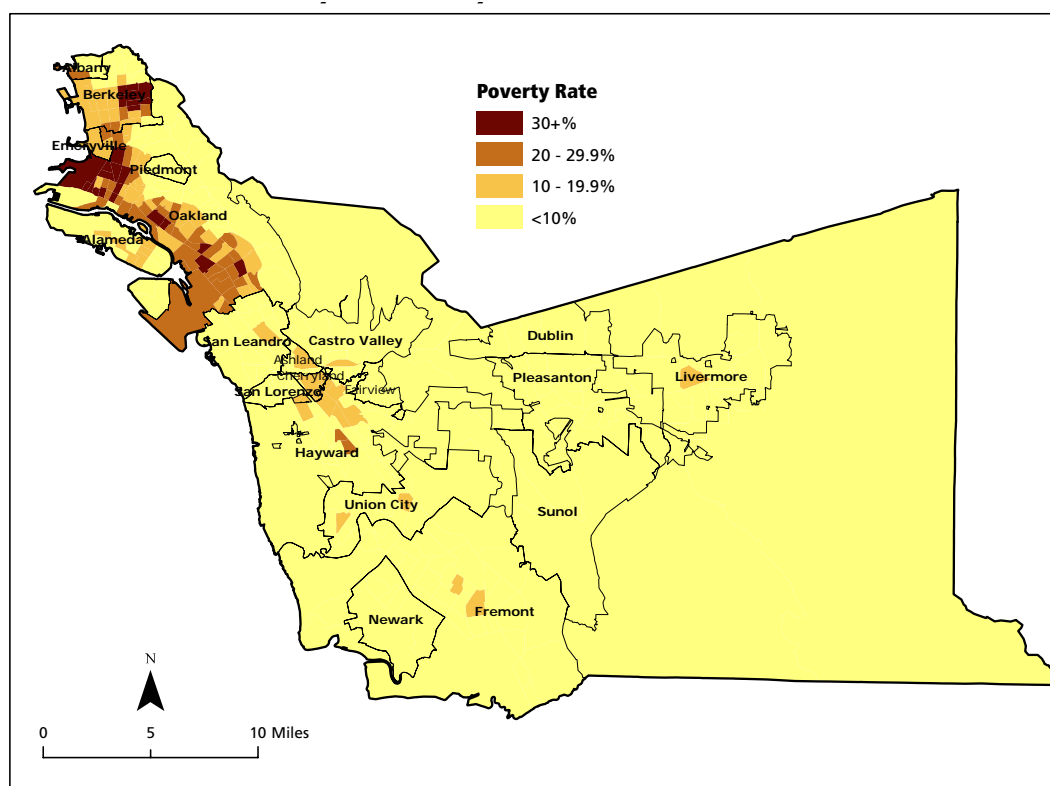 Albany
Berkeley
Emeryville
Piedmont
Oakland
Alameda
Poverty Rate
30+%
20 - 29.9%
10 - 19.9%
<10%
San Leandro
Castro Valley
Ashland
Cherryland
San Lorenzo
Fairview
Dublin
Pleasanton
Livermore
Hayward
Union City
Sunol
Newark
Fremont
N
0 5 10 Miles